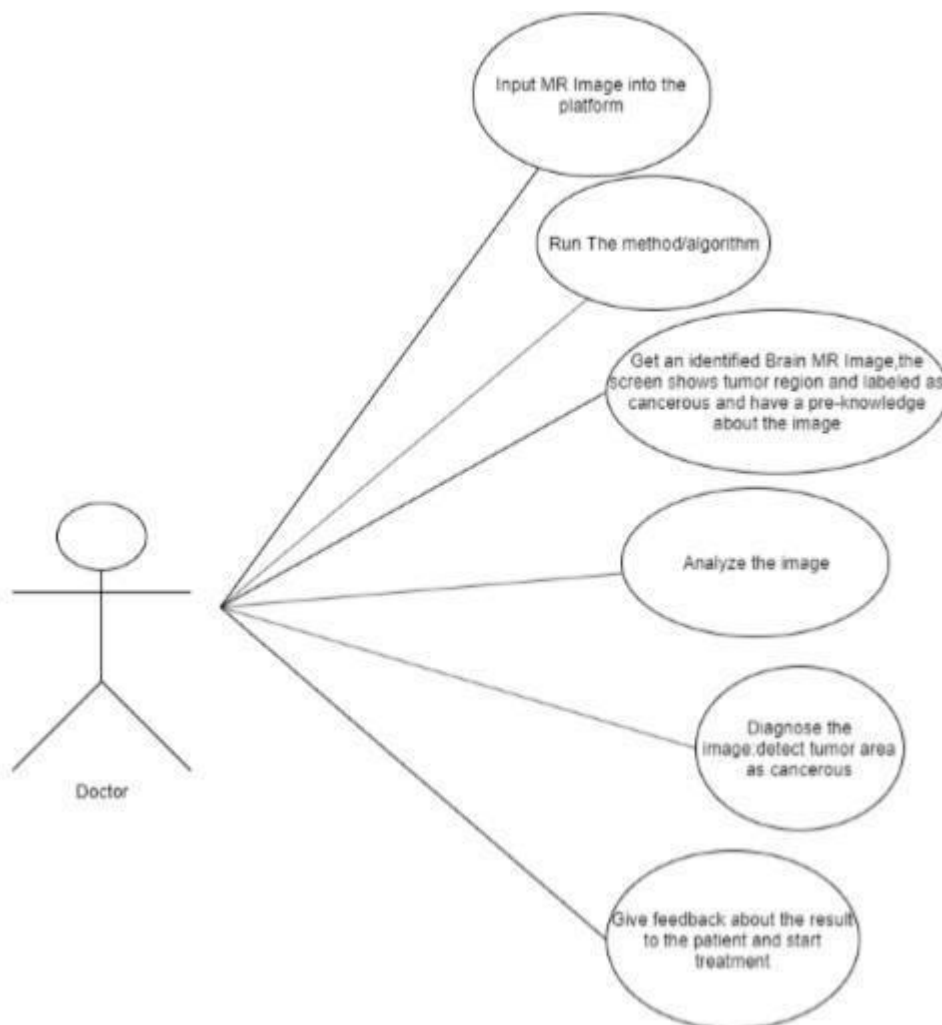 Input MR Image into the
platform
Run The method/algorithm
Get an identified Brain MR Image,the
screen shows tumor region and labeled as
cancerous and have a pre-knowledge
about the image
Analyze the image
Diagnose the
image:detect tumor area
as cancerous
Doctor
Give feedback about the result
to the patient and start
treatment